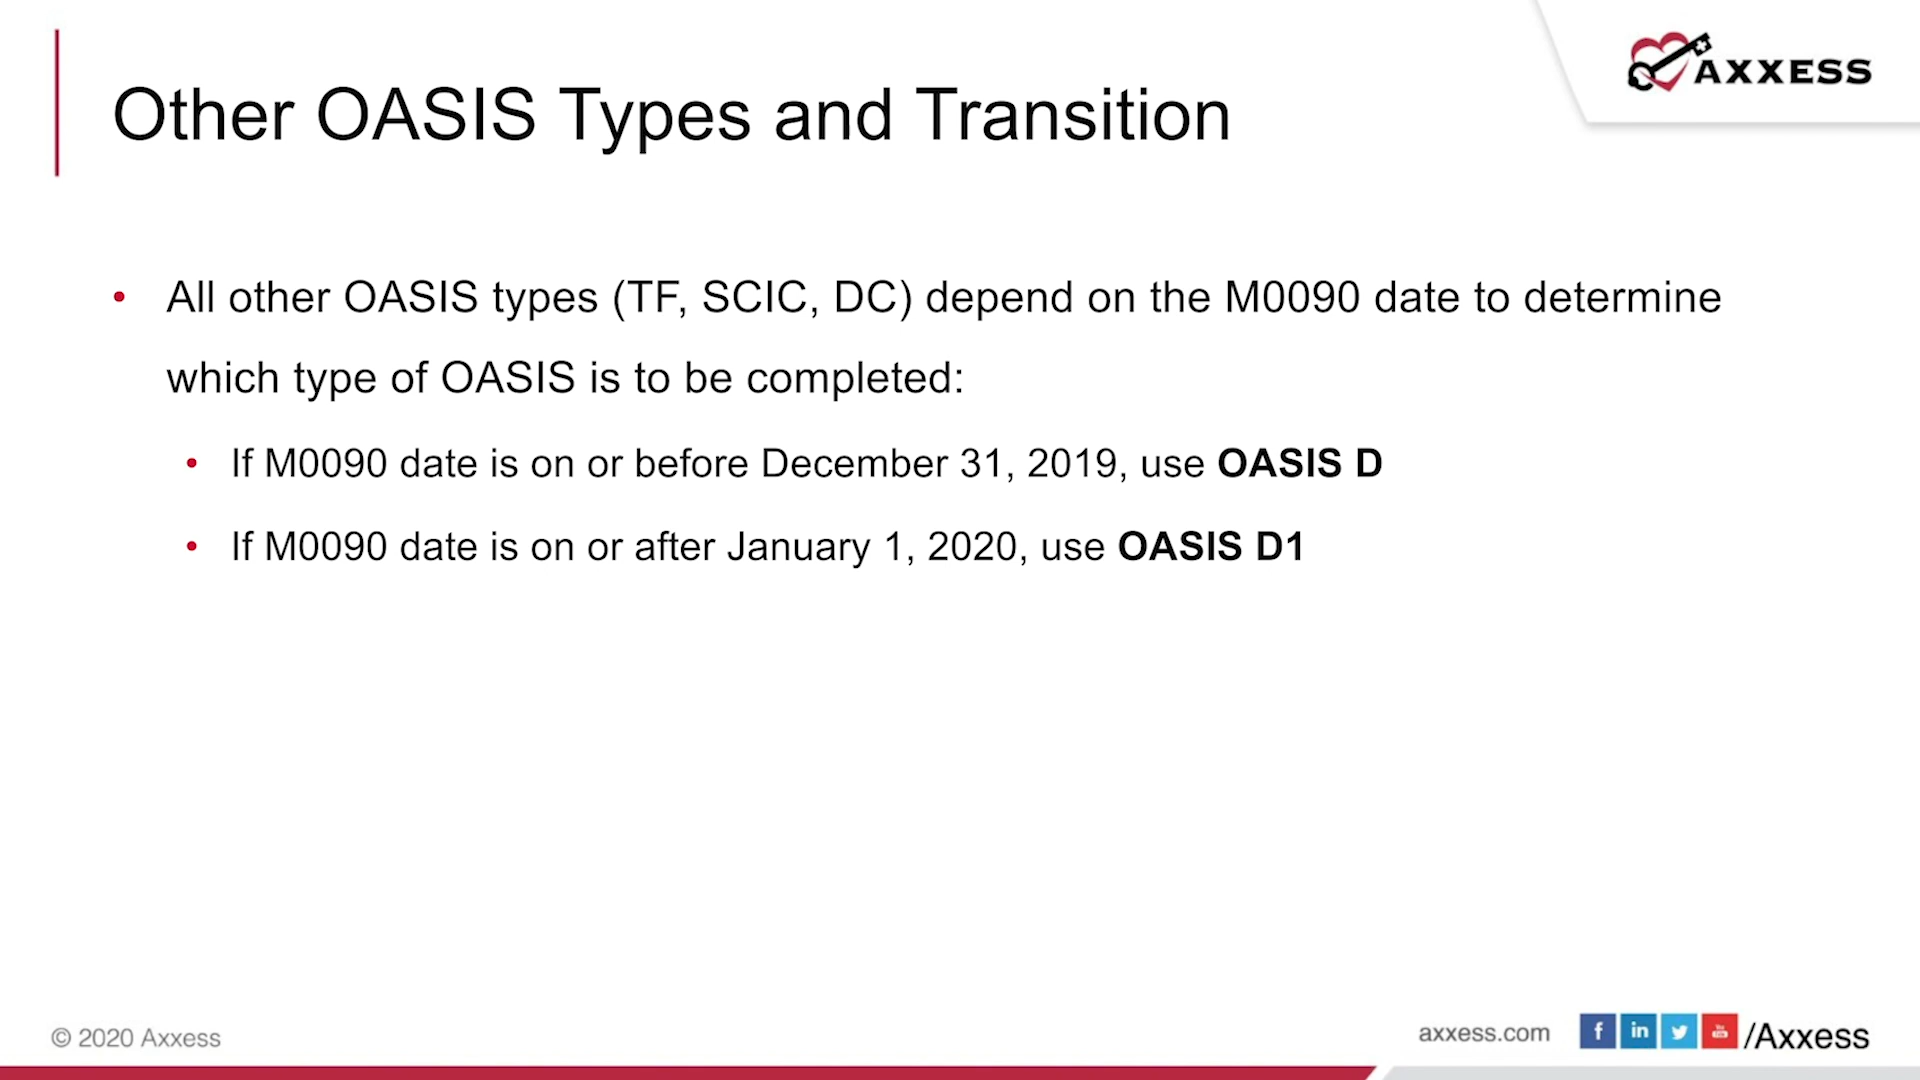 AXXESS
Other OASIS Types and Transition
• All other OASIS types (TF, SCIC, DC) depend on the M0090 date to determine
which type of OASIS is to be completed:
• If M0090 date is on or before December 31, 2019, use OASIS D
• If M0090 date is on or after January 1, 2020, use OASIS D1
© 2020 Axxess
axxess.com f in /Axxess